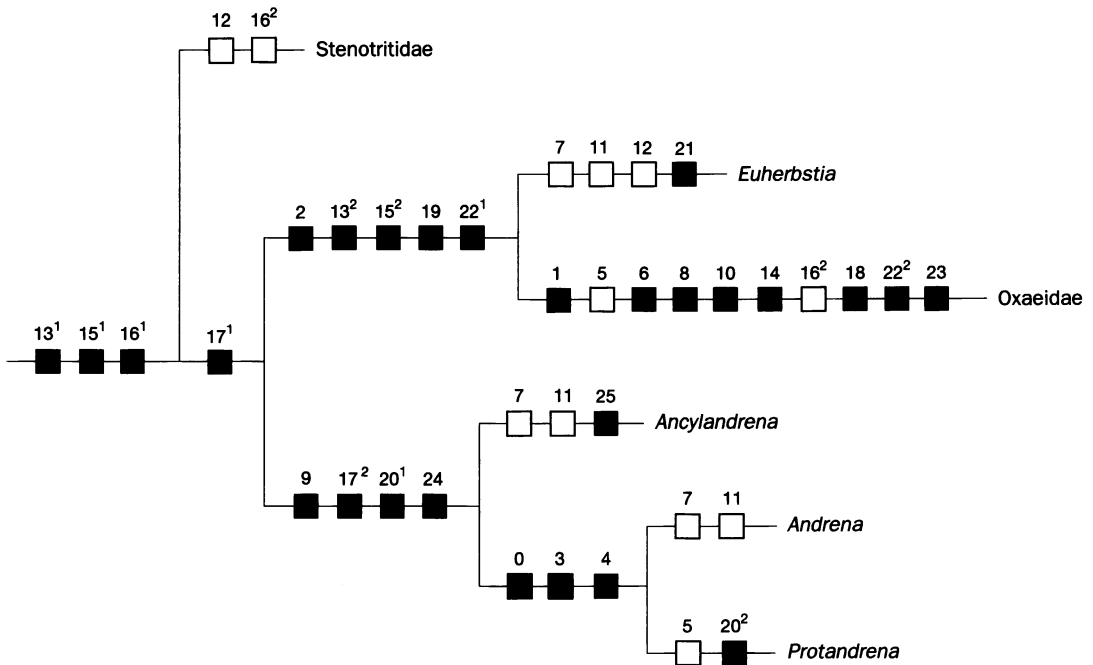 12 16²
Stenotritidae
7 11 12 21
Euherbstia
2 13² 15² 19 22¹
1 5 6 8 10 14 16² 18 22² 23
Oxaeidae
13¹ 15¹ 16¹ 17¹
7 11 25
Ancylandrena
9 17² 20¹ 24
7 11
Andrena
0 3 4
5 20²
Protandrena